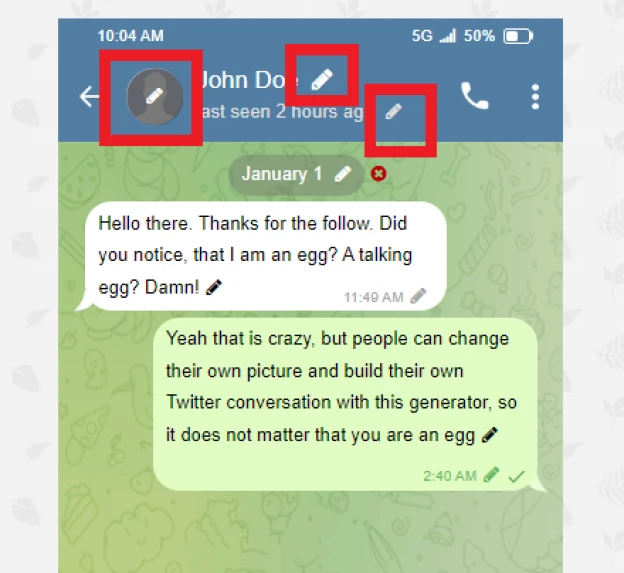 10:04 AM 5G 50%
John Doe
last seen 2 hours ag
January 1
Hello there. Thanks for the follow. Did
you notice, that I am an egg? A talking
egg? Damn!
11:49 AM
Yeah that is crazy, but people can change
their own picture and build their own
Twitter conversation with this generator, so
it does not matter that you are an egg
2:40 AM